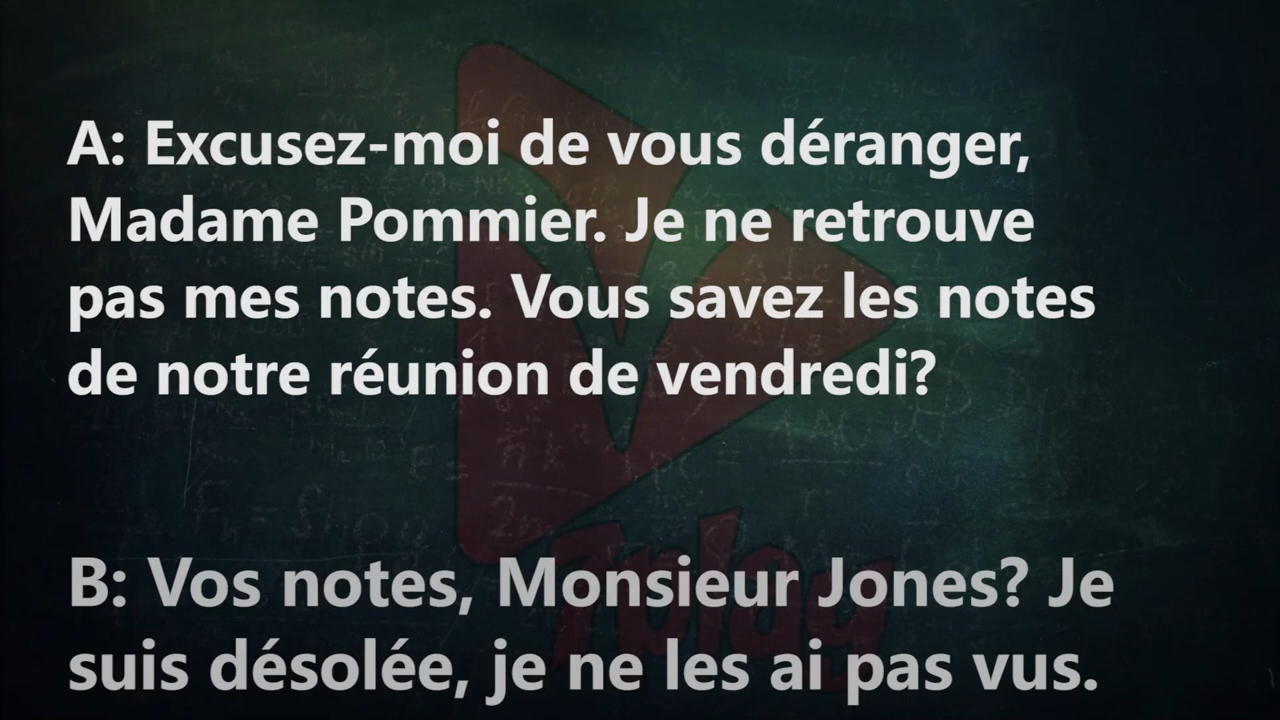 A: Excusez-moi de vous déranger,
Madame Pommier. Je ne retrouve
pas mes notes. Vous savez les notes
de notre réunion de vendredi?
B: Vos notes, Monsieur Jones? Je
suis désolée, je ne les ai pas vus.